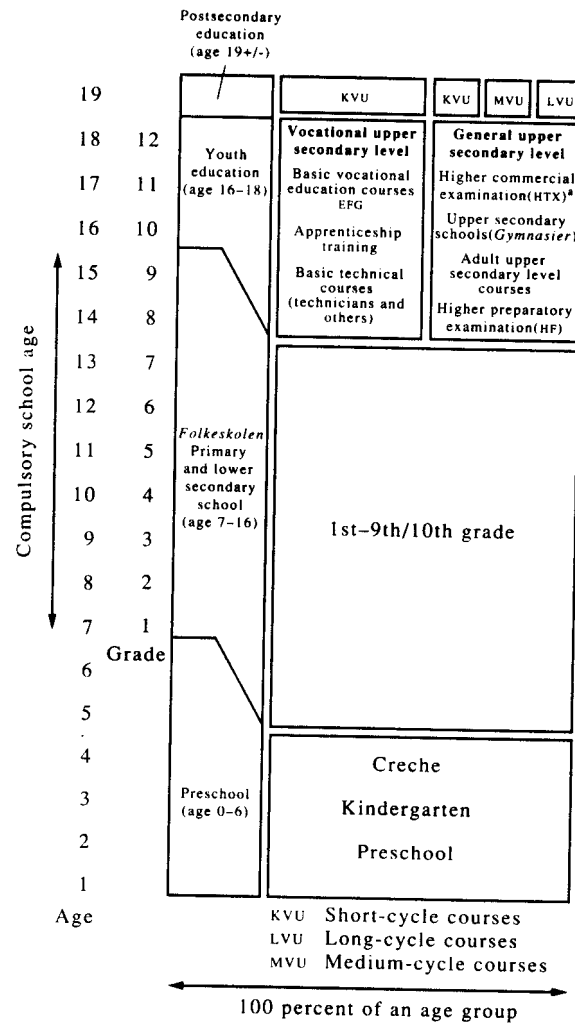 Postsecondary
education
(age 19+/-)
19
KVU
KVU
MVU
LVU
18 12
17 11
16 10
15 9
14 8
13 7
12 6
11 5
10 4
9 3
8 2
7 1
Grade
6
5
4
3
2
1
Age
Compulsory school age
Youth
education
(age 16–18)
Vocational upper
secondary level
Basic vocational
education courses
EFG
Apprenticeship
training
Basic technical
courses
(technicians and
others)
General upper
secondary level
Higher commercial
examination(HTX)ª
Upper secondary
schools(Gymnasier)
Adult upper
secondary level
courses
Higher preparatory
examination(HF)
Folkeskolen
Primary
and lower
secondary
school
(age 7–16)
1st–9th/10th grade
Preschool
(age 0–6)
Creche
Kindergarten
Preschool
KVU Short-cycle courses
LVU Long-cycle courses
MVU Medium-cycle courses
100 percent of an age group